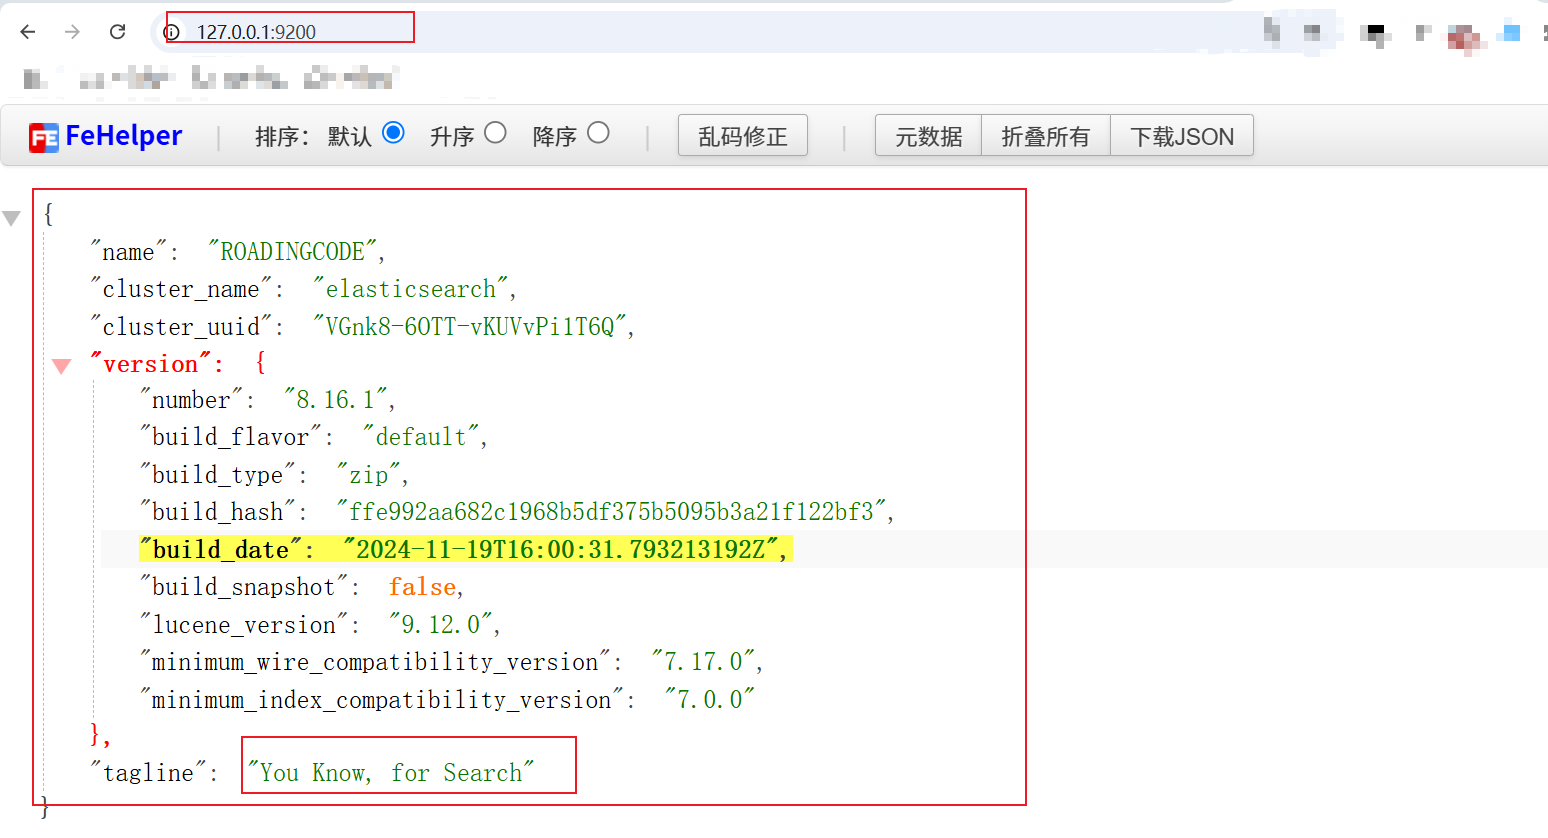 127.0.0.1:9200
FeHelper 排序： 默认 升序 降序 乱码修正 元数据 折叠所有 下载JSON
{
"name": "ROADINGCODE",
"cluster_name": "elasticsearch",
"cluster_uuid": "VGnk8-6OTT-vKUVvPi1T6Q",
"version": {
"number": "8.16.1",
"build_flavor": "default",
"build_type": "zip",
"build_hash": "ffe992aa682c1968b5df375b5095b3a21f122bf3",
"build_date": "2024-11-19T16:00:31.793213192Z",
"build_snapshot": false,
"lucene_version": "9.12.0",
"minimum_wire_compatibility_version": "7.17.0",
"minimum_index_compatibility_version": "7.0.0"
},
"tagline": "You Know, for Search"
}